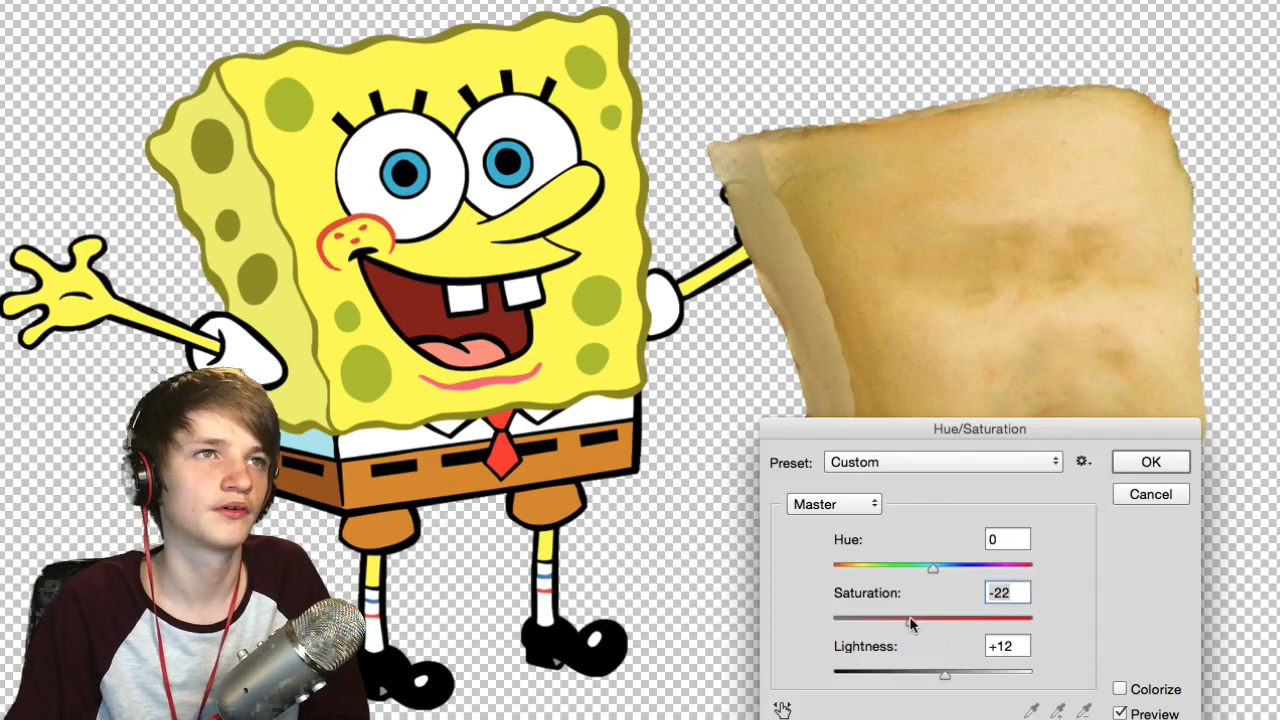 Hue/Saturation
Preset: Custom
OK
Cancel
Master
Hue: 0
Saturation: -22
Lightness: +12
Colorize
Preview